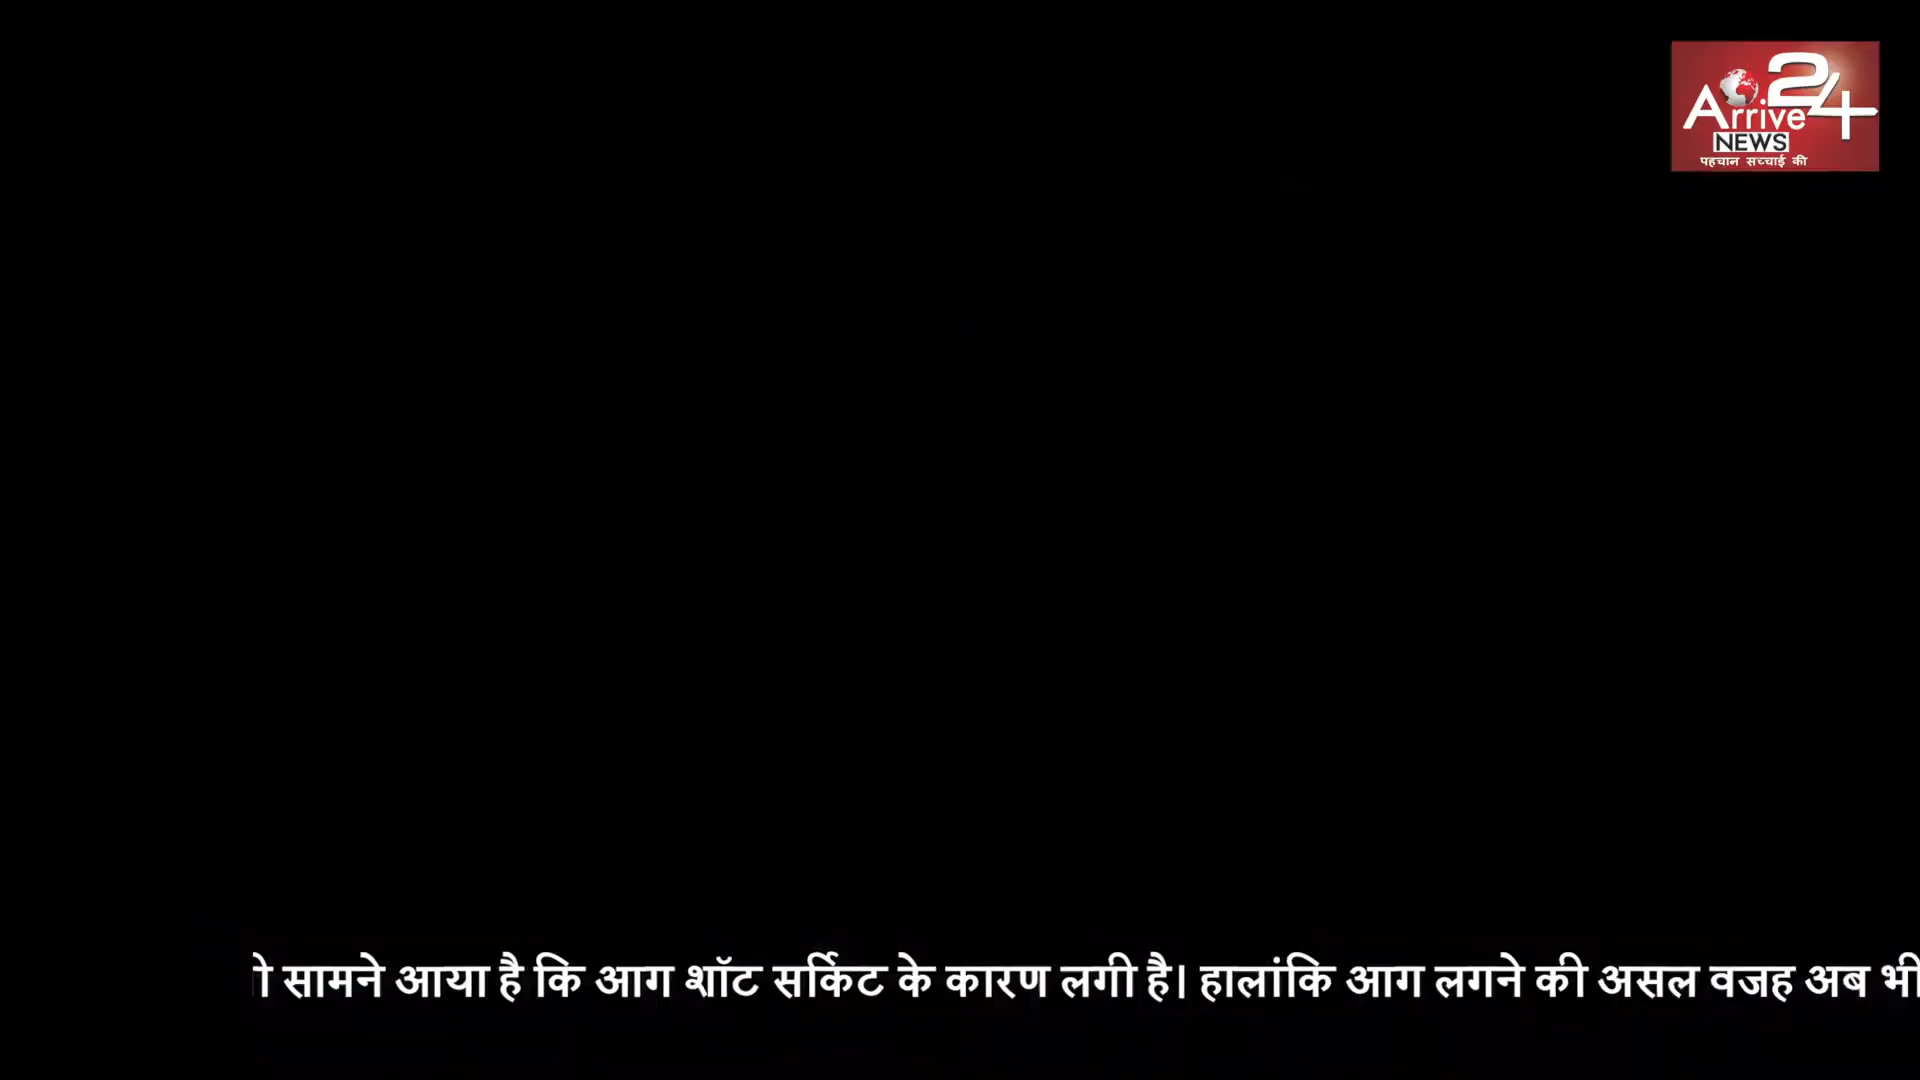 24
Arrive
NEWS
पहचान सच्चाई की
सामने आया है कि आग शॉट सर्किट के कारण लगी है। हालांकि आग लगने की असल वजह अब भी